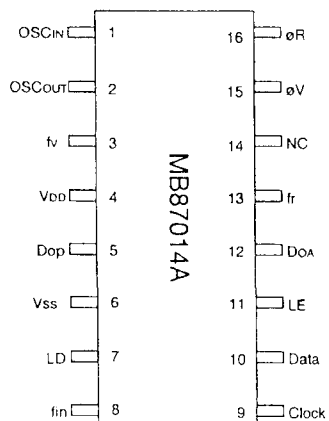 OSCIN 1
OSCOUT 2
fv 3
VDD 4
Dop 5
Vss 6
LD 7
fin 8
MB87014A
16 øR
15 øV
14 NC
13 fr
12 DOA
11 LE
10 Data
9 Clock